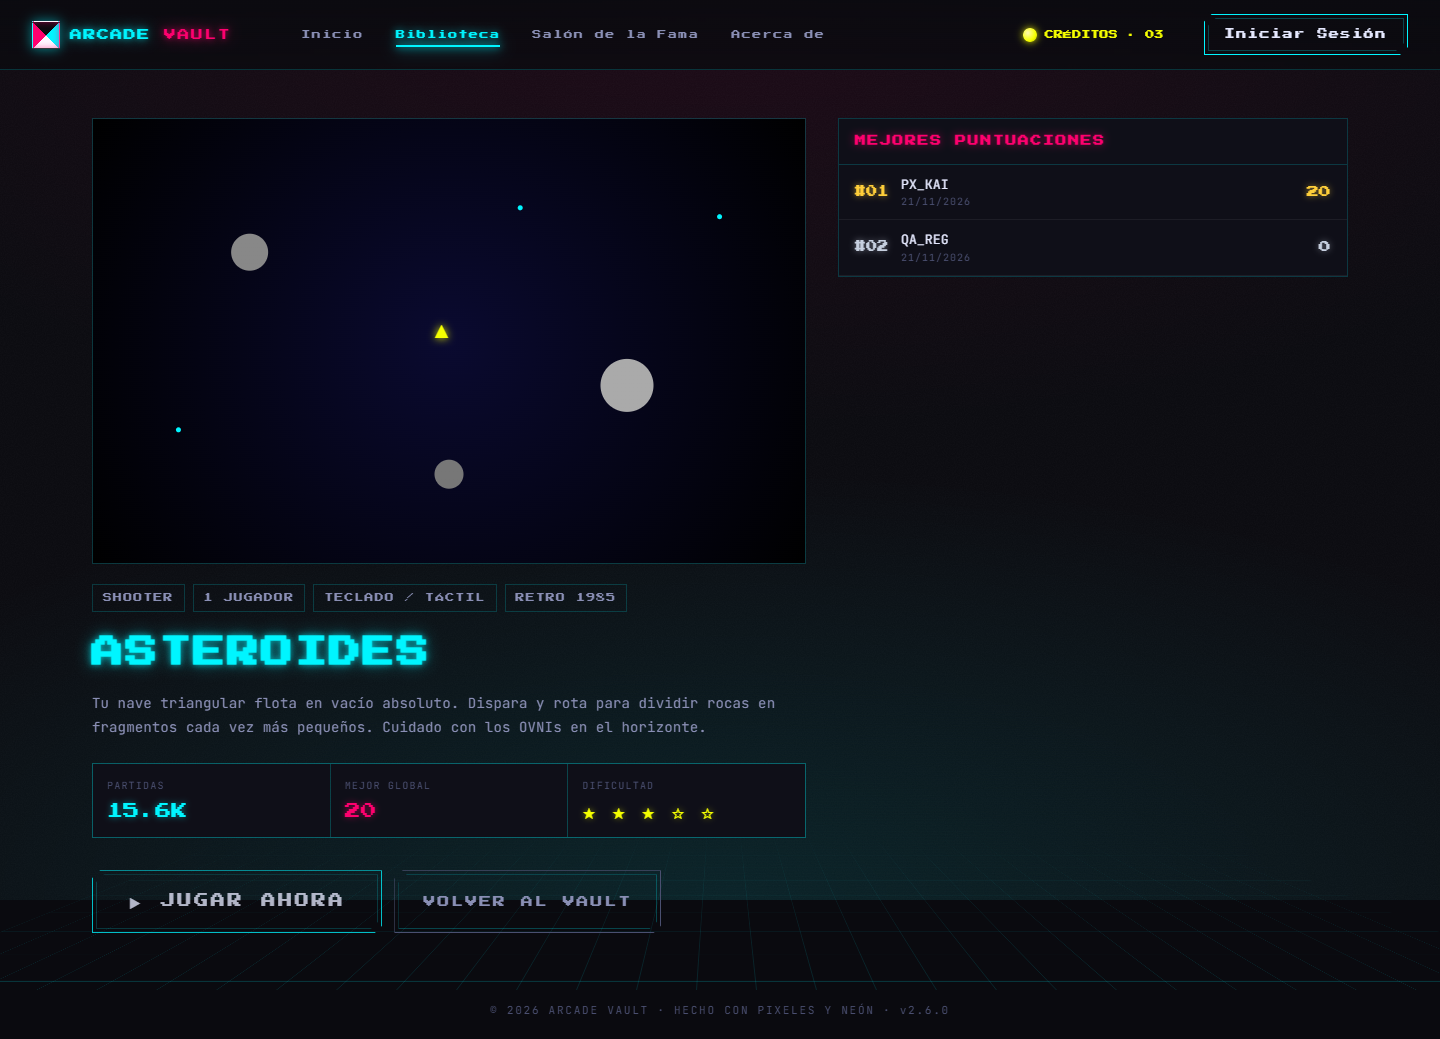 ARCADE VAULT
Inicio
Biblioteca
Salón de la Fama
Acerca de
CRéDITOS · 03
Iniciar Sesión
MEJORES PUNTUACIONES
#01 PX_KAI 20
21/11/2026
#02 QA_REG 0
21/11/2026
SHOOTER
1 JUGADOR
TECLADO / TáCTIL
RETRO 1985
ASTEROIDES
Tu nave triangular flota en vacío absoluto. Dispara y rota para dividir rocas en
fragmentos cada vez más pequeños. Cuidado con los OVNIs en el horizonte.
PARTIDAS
15.6K
MEJOR GLOBAL
20
DIFICULTAD
★ ★ ★ ☆ ☆
▶ JUGAR AHORA
VOLVER AL VAULT
© 2026 ARCADE VAULT · HECHO CON PIXELES Y NEÓN · v2.6.0